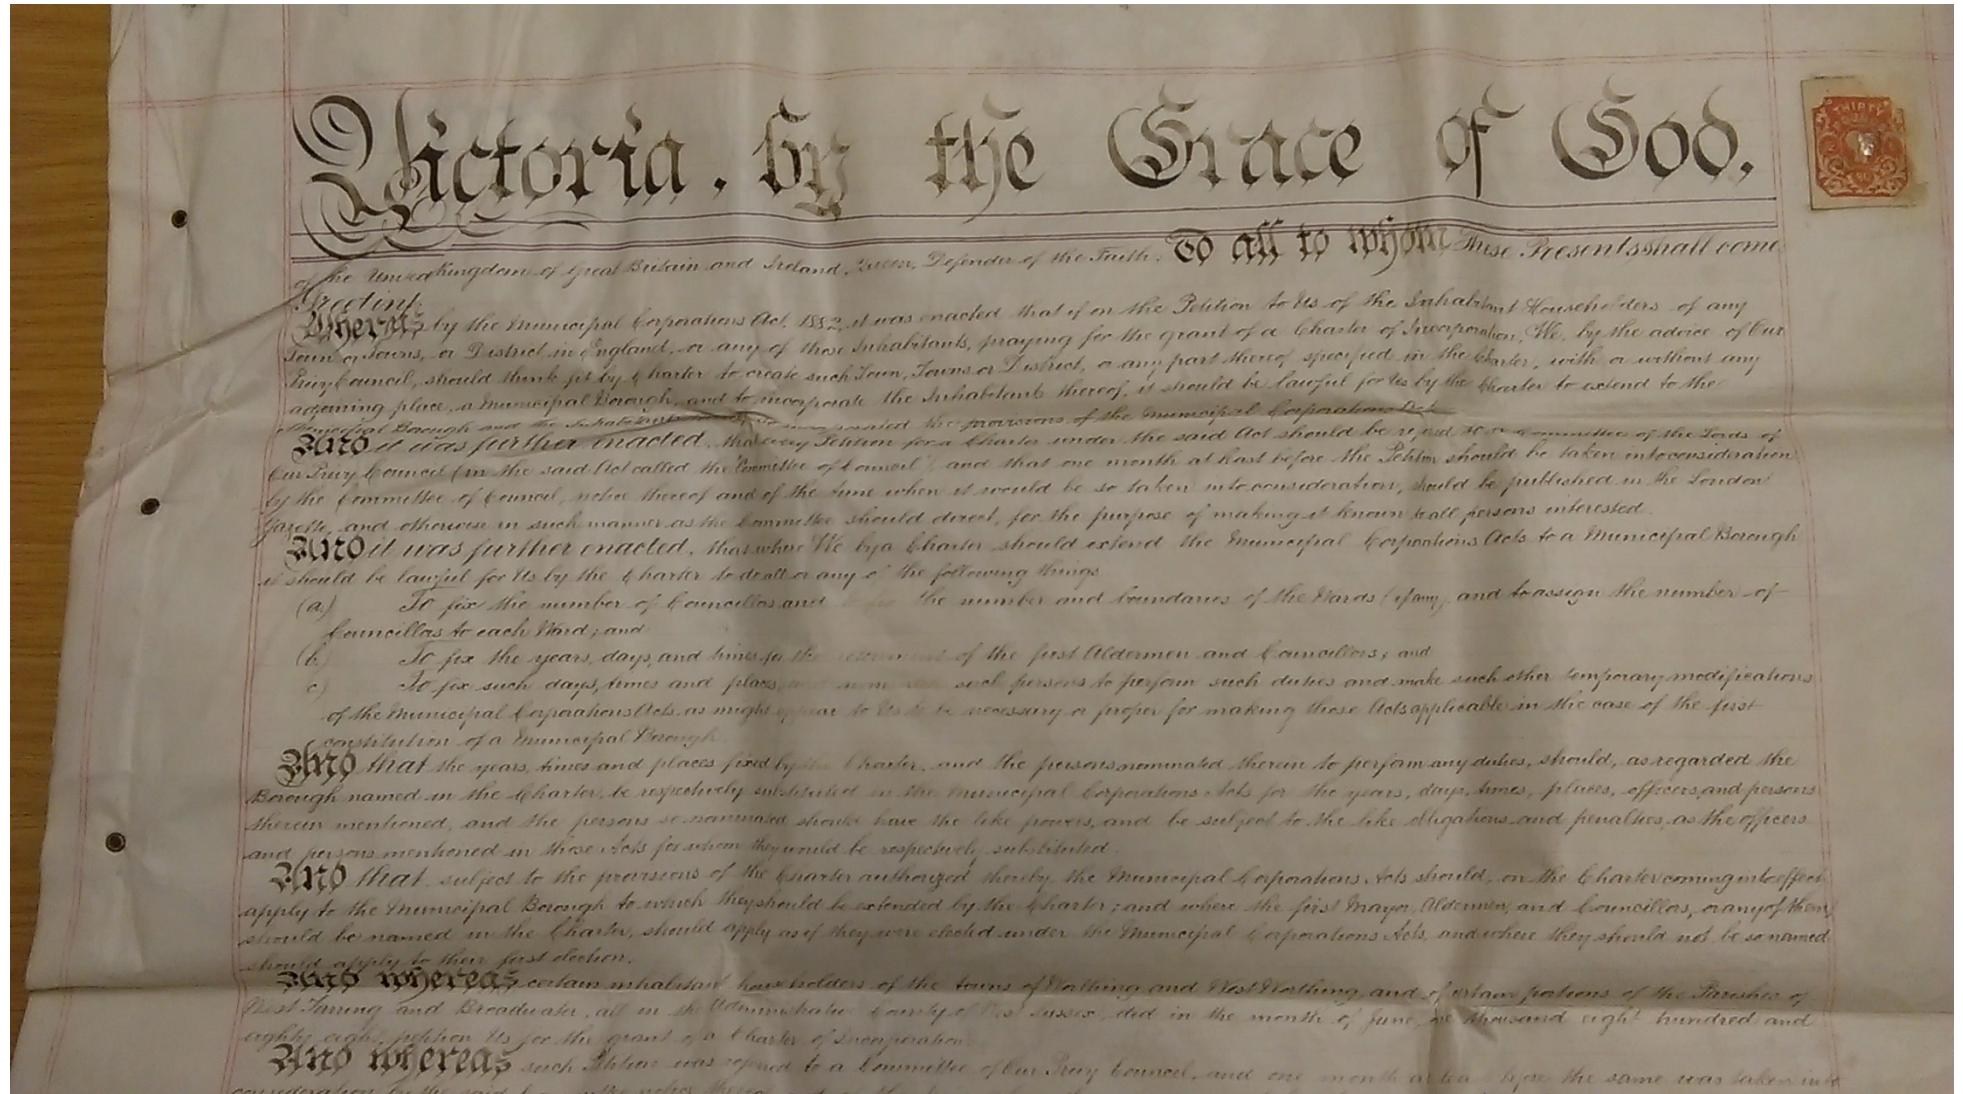 Victoria. by the Grace of God.
THIRTY
of the United Kingdom of Great Britain and Ireland, Queen, Defender of the Faith, To all to whom These Presents shall come
Greeting.
Whereas by the Municipal Corporations Act, 1882, it was enacted that if on the Petition to Us of the Inhabitant Householders of any
Town or Towns, or District in England, or any of those Inhabitants, praying for the grant of a Charter of Incorporation, We, by the advice of Our
Privy Council, should think fit by Charter to create such Town, Towns or District, or any part thereof specified in the Charter, with or without any
adjoining place, a Municipal Borough, and to incorporate the Inhabitants thereof, it should be lawful for Us by the Charter to extend to the
Municipal Borough and the Inhabitants incorporated the provisions of the Municipal Corporations Act
And it was further enacted, that every Petition for a Charter under the said Act should be referred to a Committee of the Lords of
Our Privy Council (in the said Act called the "Committee of Council"), and that one month at least before the Petition should be taken into consideration
by the Committee of Council, notice thereof and of the time when it would be so taken into consideration, should be published in the London
Gazette, and otherwise in such manner as the Committee should direct, for the purpose of making it known to all persons interested.
And it was further enacted, that where We by a Charter should extend the Municipal Corporations Acts to a Municipal Borough
it should be lawful for Us by the Charter to do all or any of the following things
(a) To fix the number of Councillors and to fix the number and boundaries of the Wards (if any), and to assign the number of
Councillors to each Ward; and
(b) To fix the years, days, and times for the retirement of the first Aldermen and Councillors; and
c) To fix such days, times and places, and nominate such persons to perform such duties and make such other temporary modifications
of the Municipal Corporations Acts as might appear to Us to be necessary or proper for making those Acts applicable in the case of the first
constitution of a Municipal Borough.
And that the years, times and places fixed by the Charter, and the persons nominated therein to perform any duties, should, as regarded the
Borough named in the Charter, be respectively substituted in the Municipal Corporations Acts for the years, days, times, places, officers, and persons
therein mentioned, and the persons so nominated should have the like powers, and be subject to the like obligations and penalties, as the officers
and persons mentioned in those Acts for whom they would be respectively substituted.
And that subject to the provisions of the Charter authorized thereby, the Municipal Corporations Acts should, on the Charter coming into effect
apply to the Municipal Borough to which they should be extended by the Charter; and where the first Mayor, Aldermen, and Councillors, or any of them
should be named in the Charter, should apply as if they were elected under the Municipal Corporations Acts, and where they should not be so named
should apply to their first election.
And whereas certain inhabitant householders of the towns of Worthing and West Worthing, and of certain portions of the Parishes of
West Tarring and Broadwater, all in the Administrative County of West Sussex, did in the month of June, one thousand eight hundred and
eighty eight, petition Us for the grant of a Charter of Incorporation
And whereas such Petition was referred to a Committee of Our Privy Council, and one month at least before the same was taken into
consideration by the said